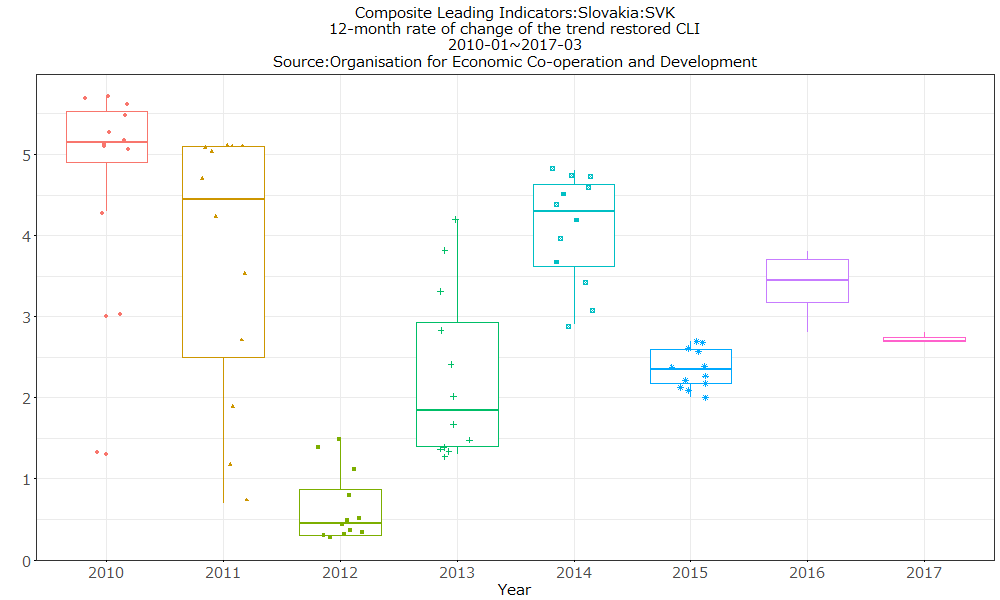 Composite Leading Indicators:Slovakia:SVK
12-month rate of change of the trend restored CLI
2010-01~2017-03
Source:Organisation for Economic Co-operation and Development
5
4
3
2
1
0
2010 2011 2012 2013 2014 2015 2016 2017
Year